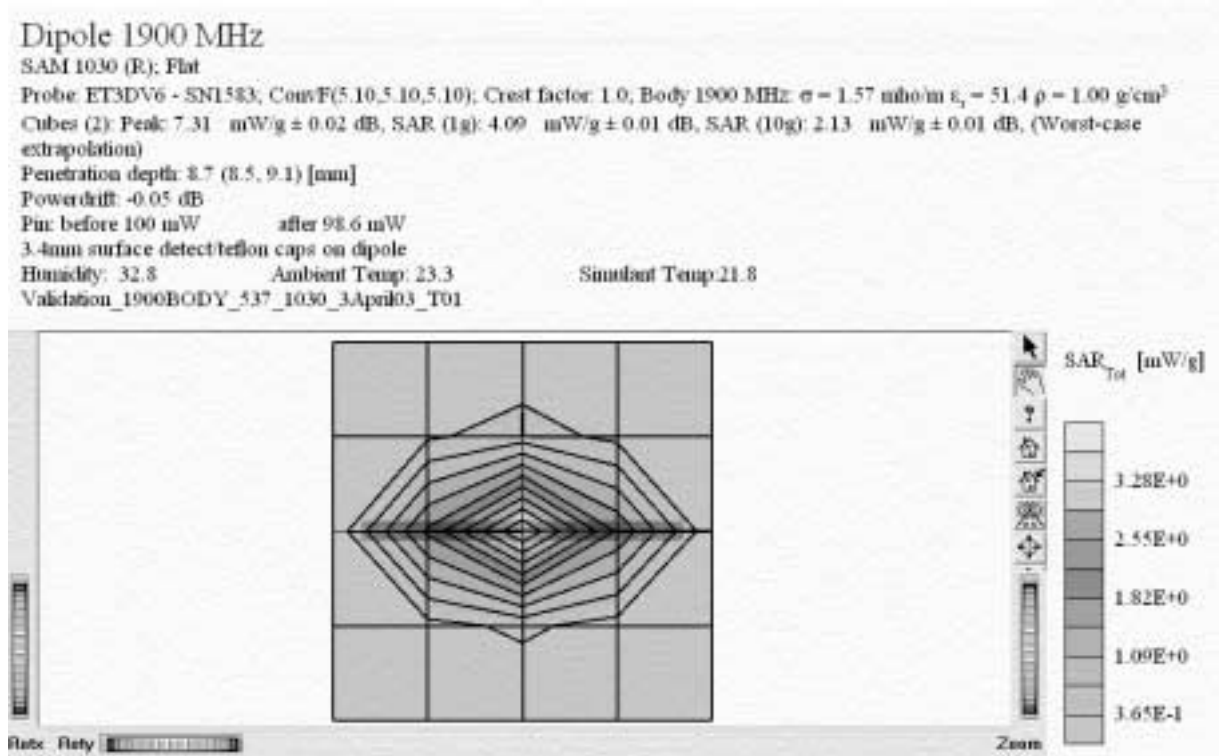 Dipole 1900 MHz
SAM 1030 (R); Flat
Probe: ET3DV6 - SN1583; ConvF(5.10,5.10,5.10); Crest factor: 1.0; Body 1900 MHz: σ = 1.57 mho/m εr = 51.4 ρ = 1.00 g/cm³
Cubes (2): Peak: 7.31 mW/g ± 0.02 dB, SAR (1g): 4.09 mW/g ± 0.01 dB, SAR (10g): 2.13 mW/g ± 0.01 dB, (Worst-case
extrapolation)
Penetration depth: 8.7 (8.5, 9.1) [mm]
Powerdrift: -0.05 dB
Pin: before 100 mW after 98.6 mW
3.4mm surface detect/teflon caps on dipole
Humidity: 32.8 Ambient Temp: 23.3 Simulant Temp:21.8
Validation_1900BODY_537_1030_3April03_T01
SARTot [mW/g]
3.28E+0
2.55E+0
1.82E+0
1.09E+0
3.65E-1
Rotx Roty Zoom